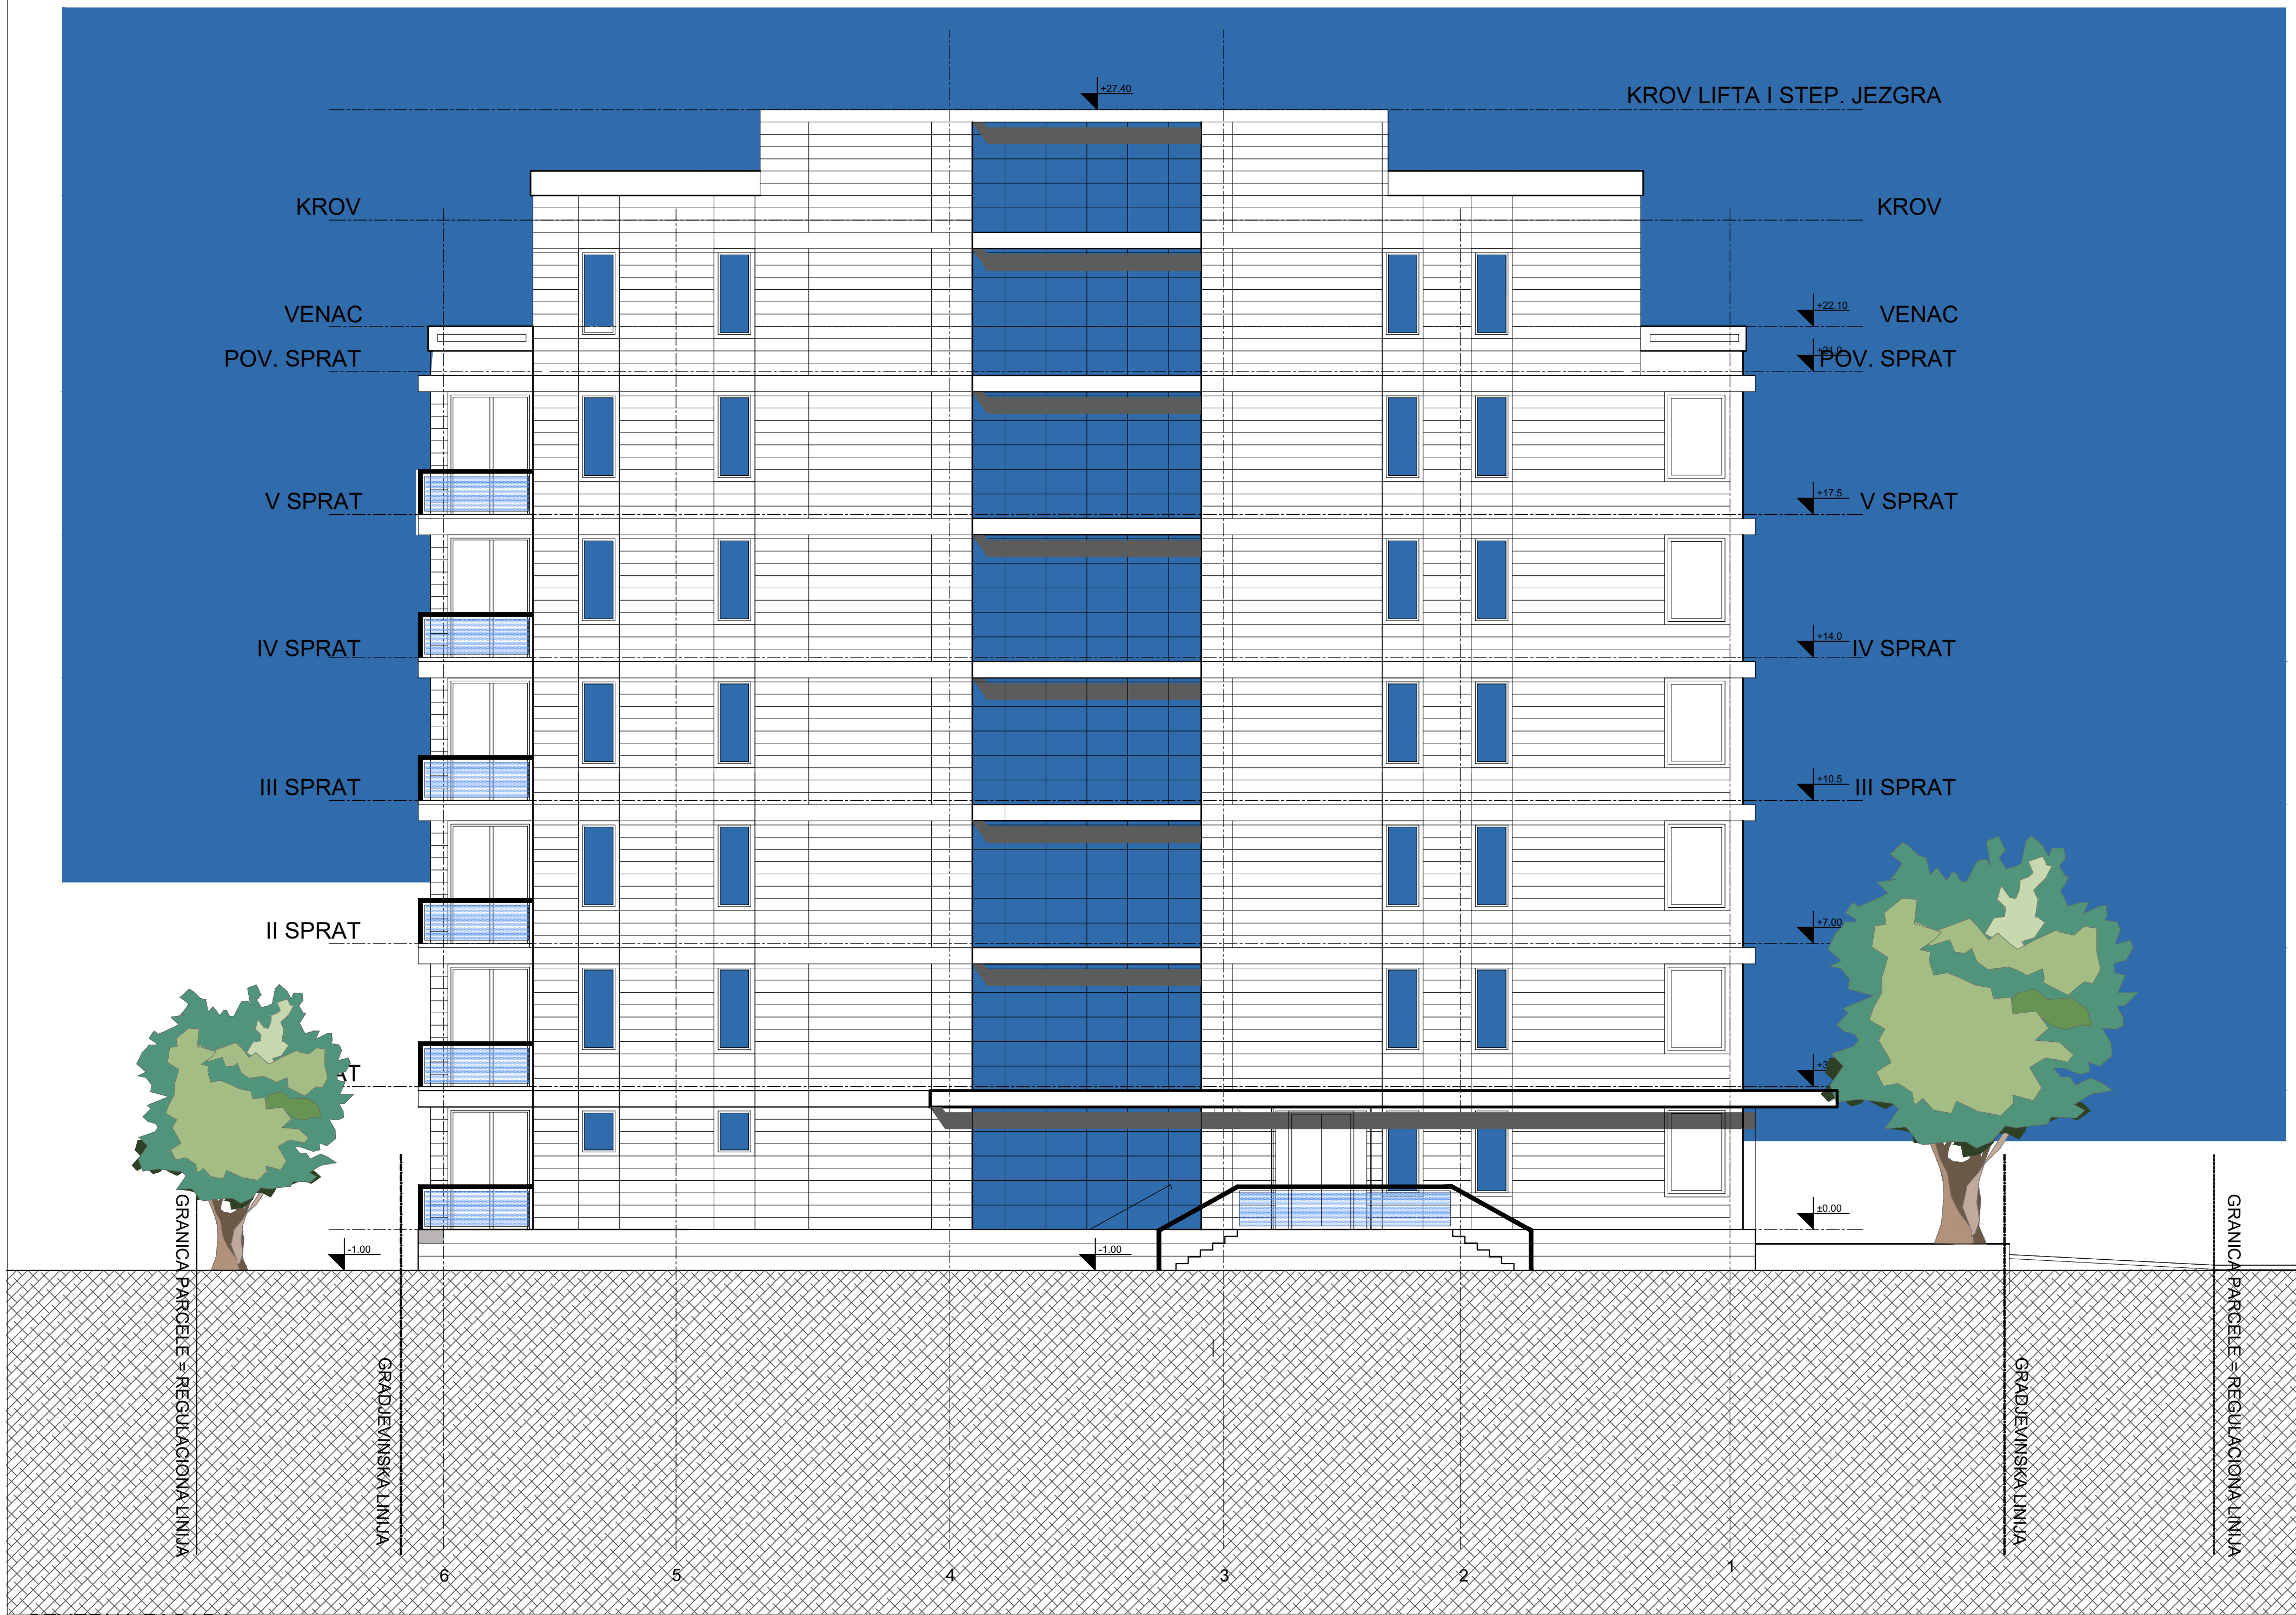 +27.40
KROV LIFTA I STEP. JEZGRA
KROV
KROV
+22.10
VENAC
VENAC
+21.0
POV. SPRAT
POV. SPRAT
+17.5
V SPRAT
V SPRAT
+14.0
IV SPRAT
IV SPRAT
+10.5
III SPRAT
III SPRAT
+7.00
II SPRAT
±0.00
-1.00
-1.00
GRANICA PARCELE = REGULACIONA LINIJA
GRADJEVINSKA LINIJA
GRADJEVINSKA LINIJA
GRANICA PARCELE = REGULACIONA LINIJA
6
5
4
3
2
1